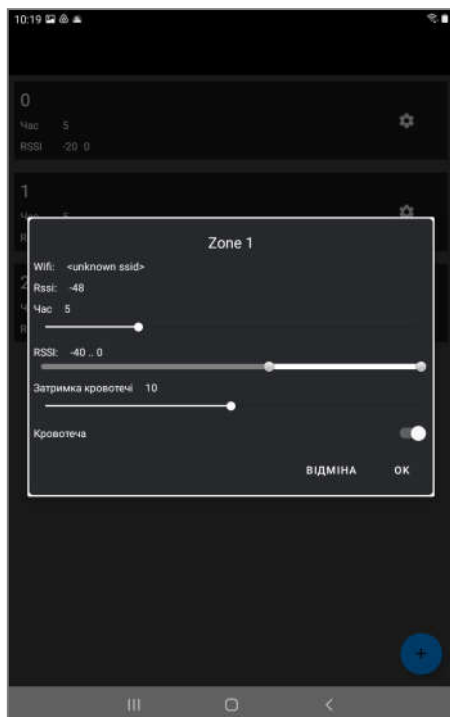 10:19
0
Час 5
RSSI -20 0
1
Zone 1
Wifi: <unknown ssid>
2
Rssi: -48
Час 5
RSSI: -40 .. 0
Затримка кровотечі 10
Кровотеча
ВІДМІНА OK
+